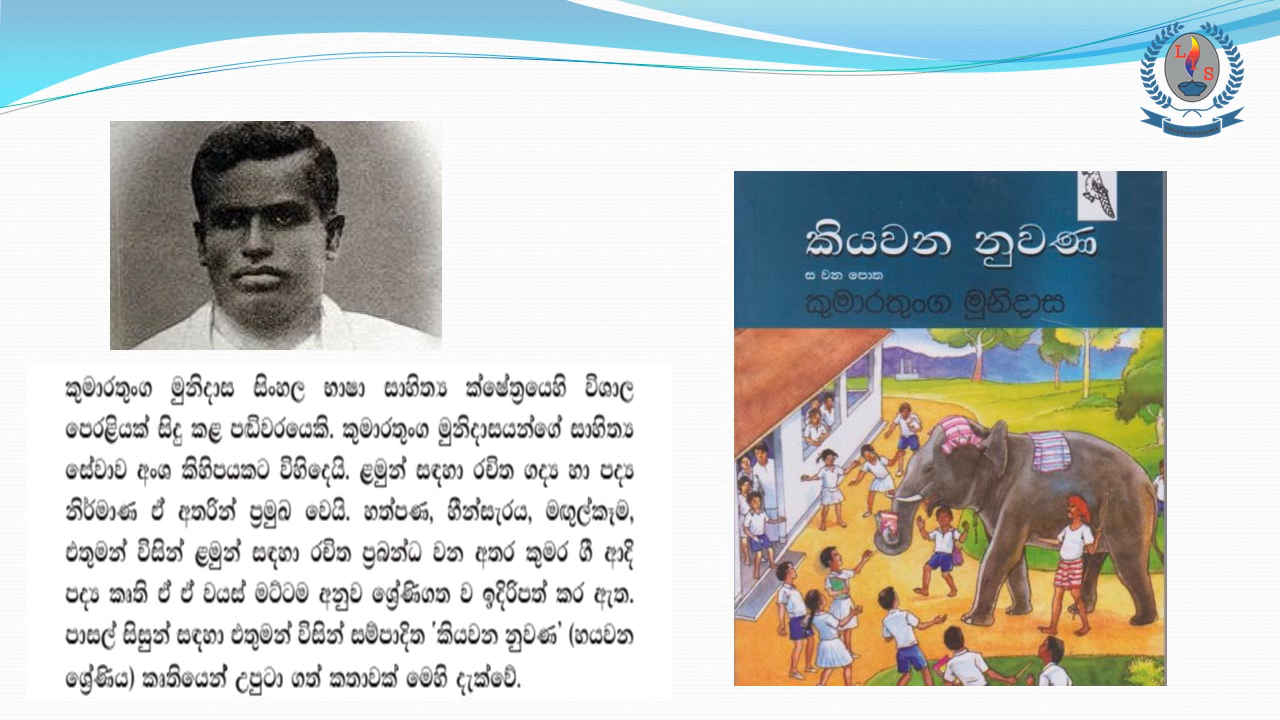 L
S
කුමාරතුංග මුනිදාස සිංහල භාෂා සාහිත්‍ය ක්ෂේත්‍රයෙහි විශාල
පෙරළියක් සිදු කළ පඬිවරයෙකි. කුමාරතුංග මුනිදාසයන්ගේ සාහිත්‍ය
සේවාව අංශ කිහිපයකට විහිදෙයි. ළමුන් සඳහා රචිත ගද්‍ය හා පද්‍ය
නිර්මාණ ඒ අතරින් ප්‍රමුඛ වෙයි. හත්පණ, හීන්සැරය, මඟුල්කෑම,
එතුමන් විසින් ළමුන් සඳහා රචිත ප්‍රබන්ධ වන අතර කුමර ගී ආදි
පද්‍ය කෘති ඒ ඒ වයස් මට්ටම අනුව ශ්‍රේණිගත ව ඉදිරිපත් කර ඇත.
පාසල් සිසුන් සඳහා එතුමන් විසින් සම්පාදිත 'කියවන නුවණ' (හයවන
ශ්‍රේණිය) කෘතියෙන් උපුටා ගත් කතාවක් මෙහි දැක්වේ.
කියවන නුවණ
ස වන පොත
කුමාරතුංග මුනිදාස